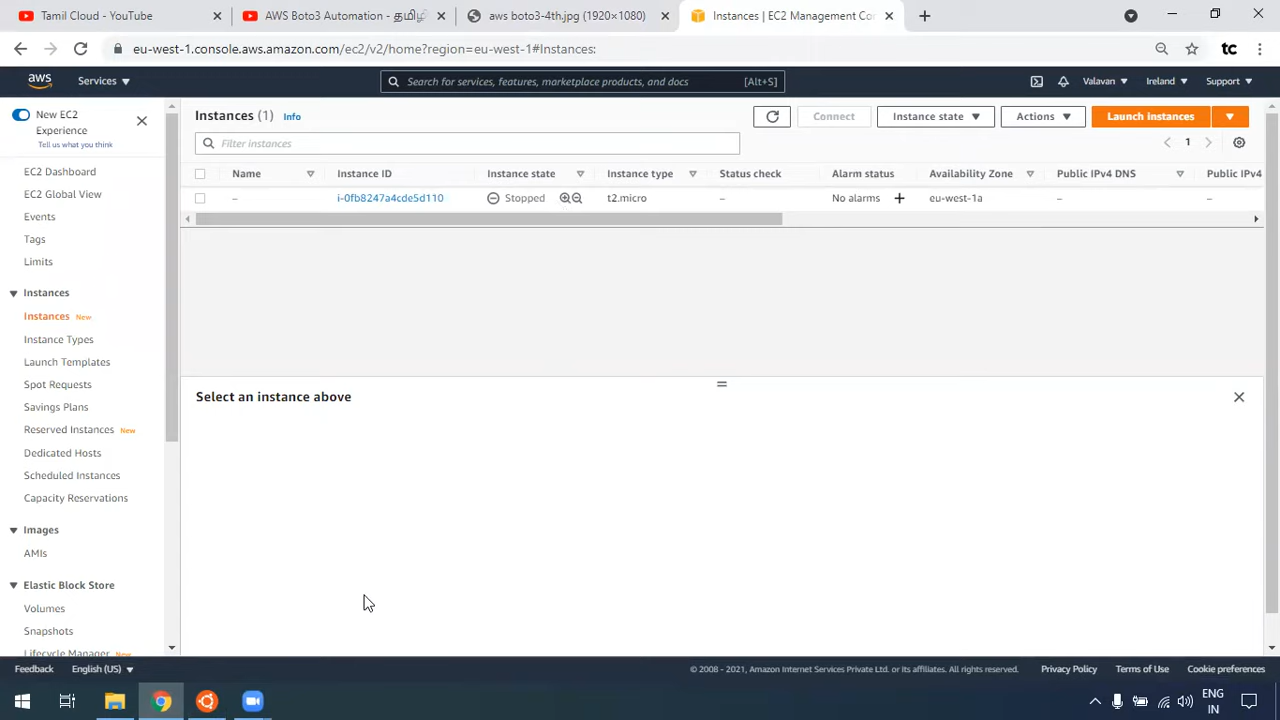 Tamil Cloud - YouTube
AWS Boto3 Automation - தமிழி
aws boto3-4th.jpg (1920×1080)
Instances | EC2 Management Con
eu-west-1.console.aws.amazon.com/ec2/v2/home?region=eu-west-1#Instances:
tc
aws
Services
Search for services, features, marketplace products, and docs
[Alt+S]
Valavan
Ireland
Support
New EC2
Experience
Tell us what you think
EC2 Dashboard
EC2 Global View
Events
Tags
Limits
Instances
Instances New
Instance Types
Launch Templates
Spot Requests
Savings Plans
Reserved Instances New
Dedicated Hosts
Scheduled Instances
Capacity Reservations
Images
AMIs
Elastic Block Store
Volumes
Snapshots
Lifecycle Manager New
Instances (1) Info
Connect
Instance state
Actions
Launch instances
Filter instances
1
Name
Instance ID
Instance state
Instance type
Status check
Alarm status
Availability Zone
Public IPv4 DNS
Public IPv4
– i-0fb8247a4cde5d110 Stopped t2.micro – No alarms + eu-west-1a – –
Select an instance above
Feedback
English (US)
© 2008 - 2021, Amazon Internet Services Private Ltd. or its affiliates. All rights reserved.
Privacy Policy
Terms of Use
Cookie preferences
ENG
IN